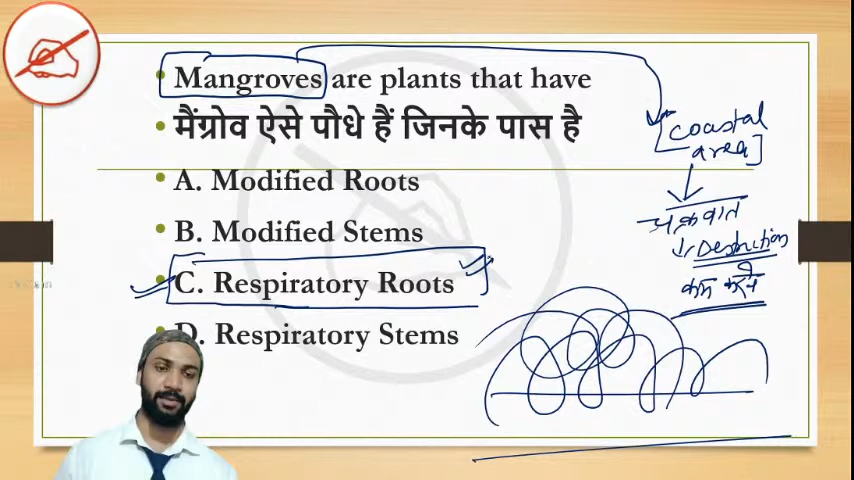 • Mangroves are plants that have
• मैंग्रोव ऐसे पौधे हैं जिनके पास है
• A. Modified Roots
• B. Modified Stems
• C. Respiratory Roots
• D. Respiratory Stems
[coastal
area]
चक्रवात
Destruction
कम करने